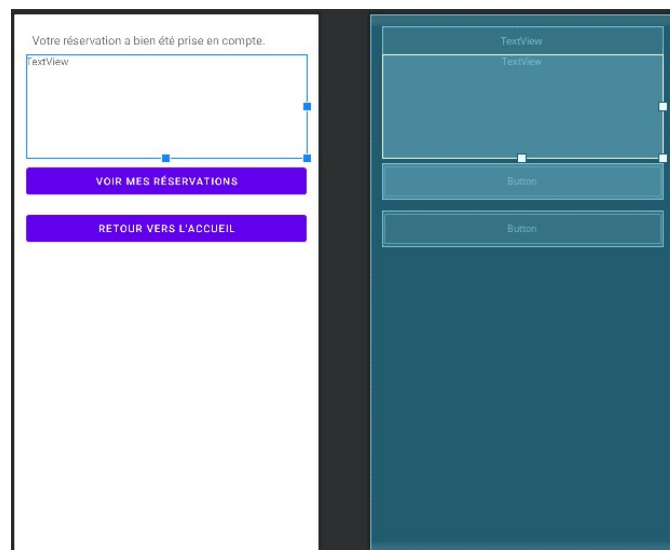 Votre réservation a bien été prise en compte.
TextView
VOIR MES RÉSERVATIONS
RETOUR VERS L'ACCUEIL
TextView
TextView
Button
Button